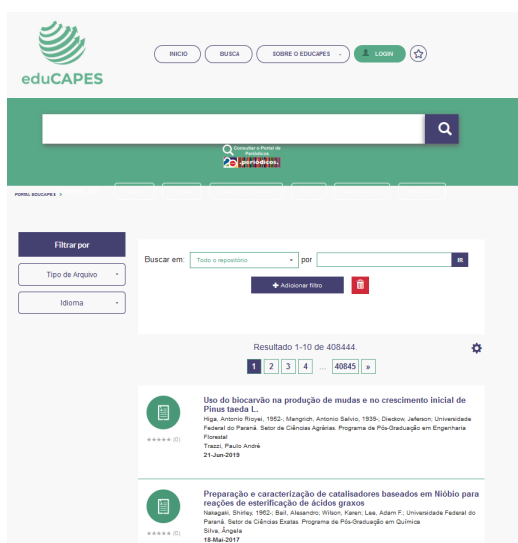 eduCAPES
INICIO
BUSCA
SOBRE O EDUCAPES
LOGIN
Consultar o Portal de
Periódicos
.periódicos.
PORTAL EDUCAPES >
Filtrar por
Tipo de Arquivo
Idioma
Buscar em: Todo o repositório por IR
+ Adicionar filtro
Resultado 1-10 de 408444.
1 2 3 4 ... 40845 »
Uso do biocarvão na produção de mudas e no crescimento inicial de
Pinus taeda L.
Higa, Antonio Rioyei, 1952-; Mangrich, Antonio Salvio, 1939-; Dieckow, Jeferson; Universidade
Federal do Paraná. Setor de Ciências Agrárias. Programa de Pós-Graduação em Engenharia
Florestal
Trazzi, Paulo André
21-Jun-2019
★★★★★ (0)
Preparação e caracterização de catalisadores baseados em Nióbio para
reações de esterificação de ácidos graxos
Nakagaki, Shirley, 1962-; Bail, Alesandro; Wilson, Karen; Lee, Adam F.; Universidade Federal do
Paraná. Setor de Ciências Exatas. Programa de Pós-Graduação em Química
Silva, Ângela
18-Mai-2017
★★★★★ (0)